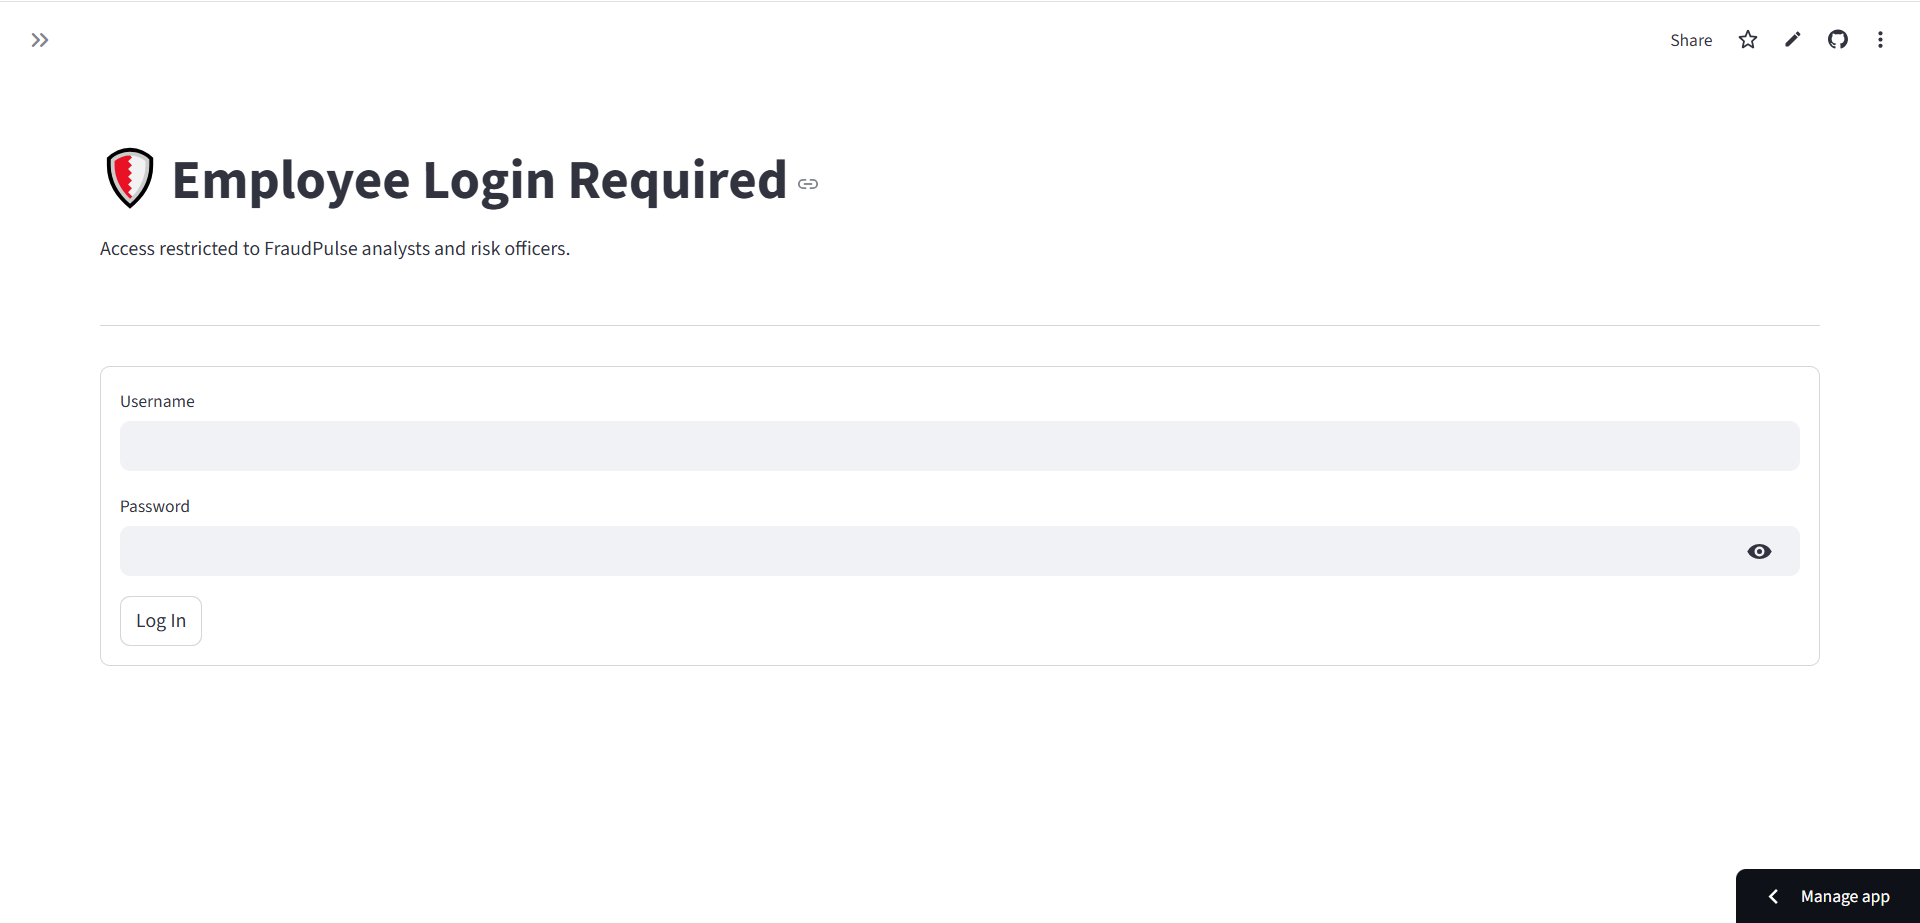 Share
Employee Login Required
Access restricted to FraudPulse analysts and risk officers.
Username
Password
Log In
Manage app